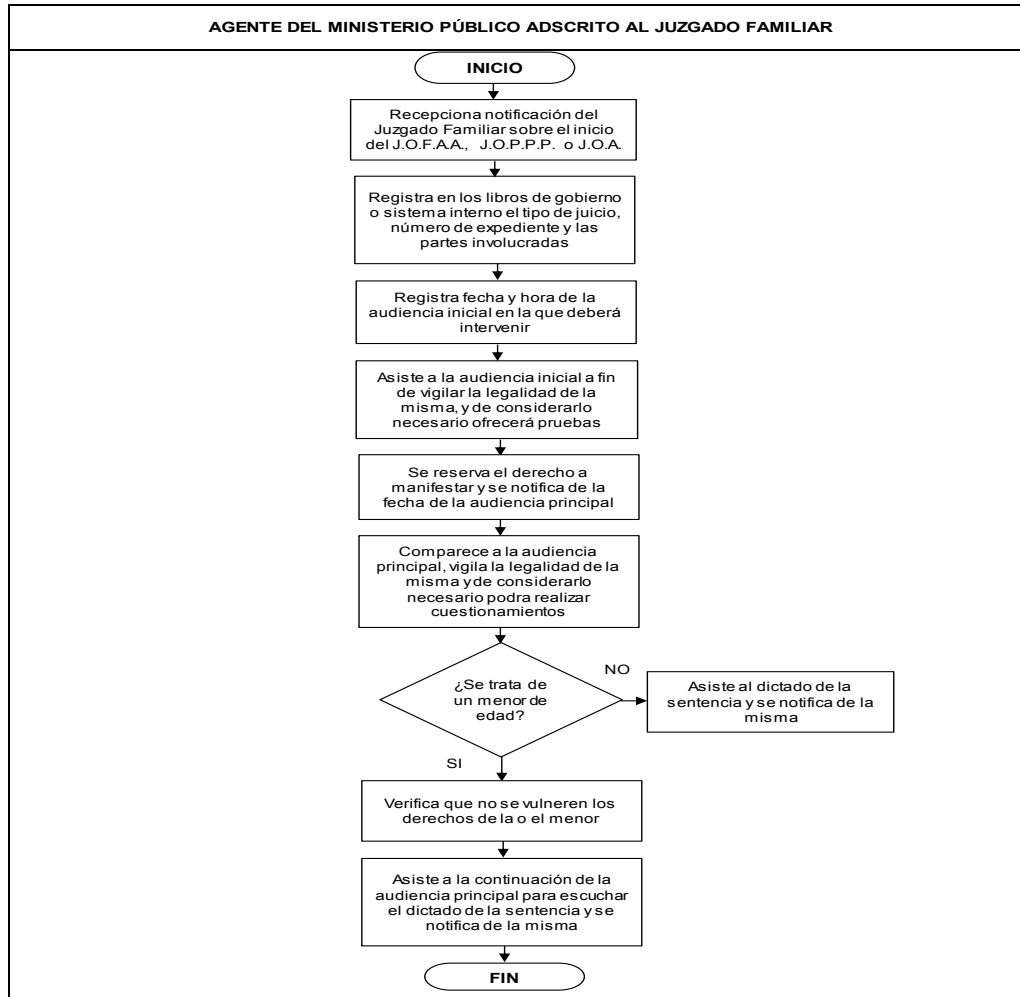 AGENTE DEL MINISTERIO PÚBLICO ADSCRITO AL JUZGADO FAMILIAR
INICIO
Recepciona notificación del
Juzgado Familiar sobre el inicio
del J.O.F.A.A., J.O.P.P.P. o J.O.A.
Registra en los libros de gobierno
o sistema interno el tipo de juicio,
número de expediente y las
partes involucradas
Registra fecha y hora de la
audiencia inicial en la que deberá
intervenir
Asiste a la audiencia inicial a fin
de vigilar la legalidad de la
misma, y de considerarlo
necesario ofrecerá pruebas
Se reserva el derecho a
manifestar y se notifica de la
fecha de la audiencia principal
Comparece a la audiencia
principal, vigila la legalidad de la
misma y de considerarlo
necesario podra realizar
cuestionamientos
¿Se trata de
un menor de
edad?
NO
Asiste al dictado de la
sentencia y se notifica de la
misma
SI
Verifica que no se vulneren los
derechos de la o el menor
Asiste a la continuación de la
audiencia principal para escuchar
el dictado de la sentencia y se
notifica de la misma
FIN